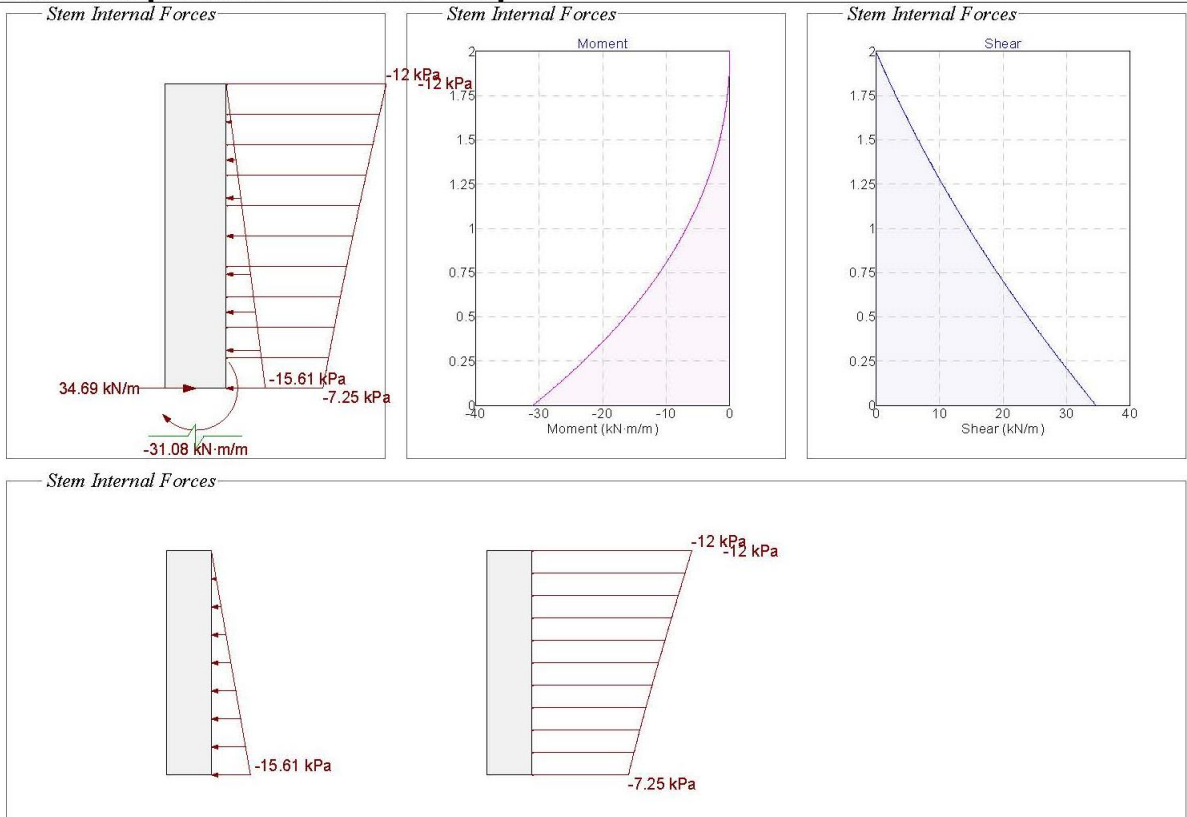 Stem Internal Forces
-12 kPa
-12 kPa
34.69 kN/m
-15.61 kPa
-7.25 kPa
-31.08 kN·m/m
Stem Internal Forces
Moment
2
1.75
1.5
1.25
1
0.75
0.5
0.25
0
-40 -30 -20 -10 0
Moment (kN·m/m)
Stem Internal Forces
Shear
2
1.75
1.5
1.25
1
0.75
0.5
0.25
0
0 10 20 30 40
Shear (kN/m)
Stem Internal Forces
-15.61 kPa
-12 kPa
-12 kPa
-7.25 kPa